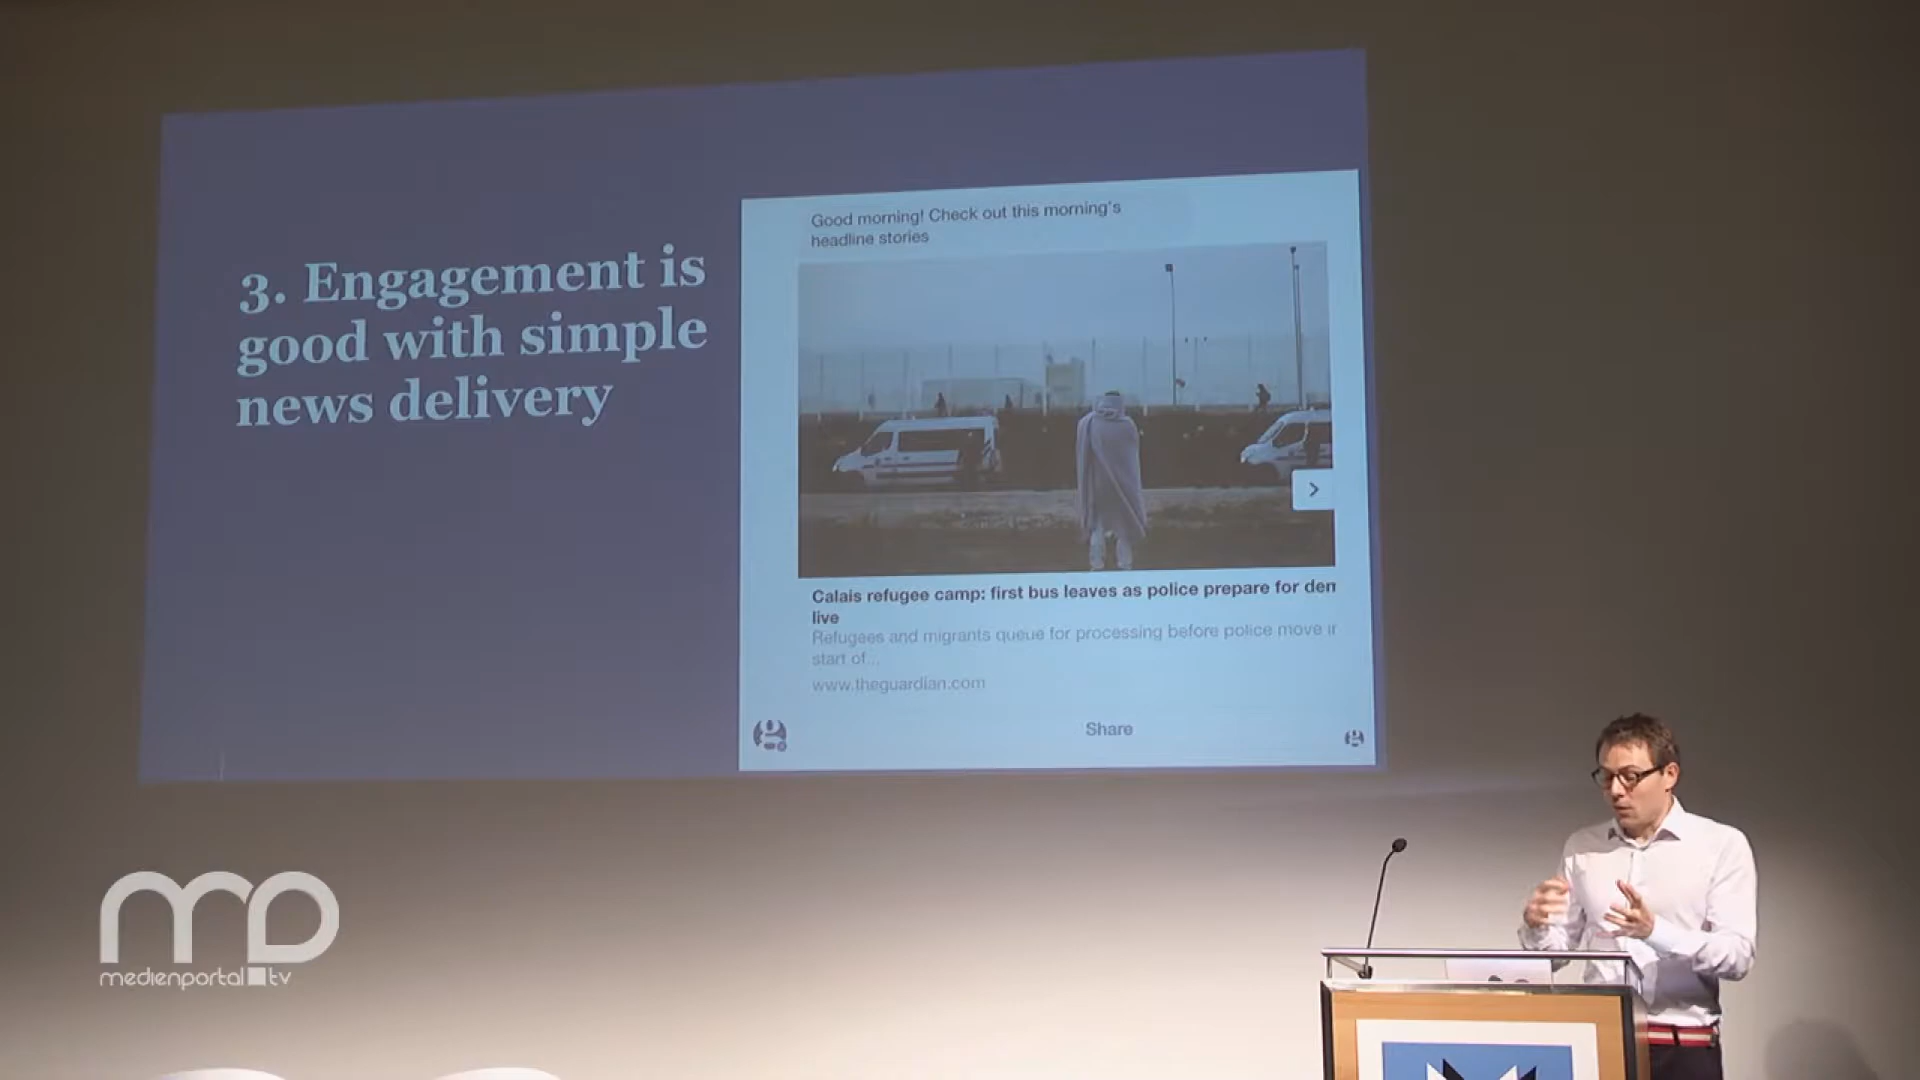 3. Engagement is
good with simple
news delivery
Good morning! Check out this morning's
headline stories
Calais refugee camp: first bus leaves as police prepare for dem
live
Refugees and migrants queue for processing before police move in
start of...
www.theguardian.com
Share
medienportal.tv